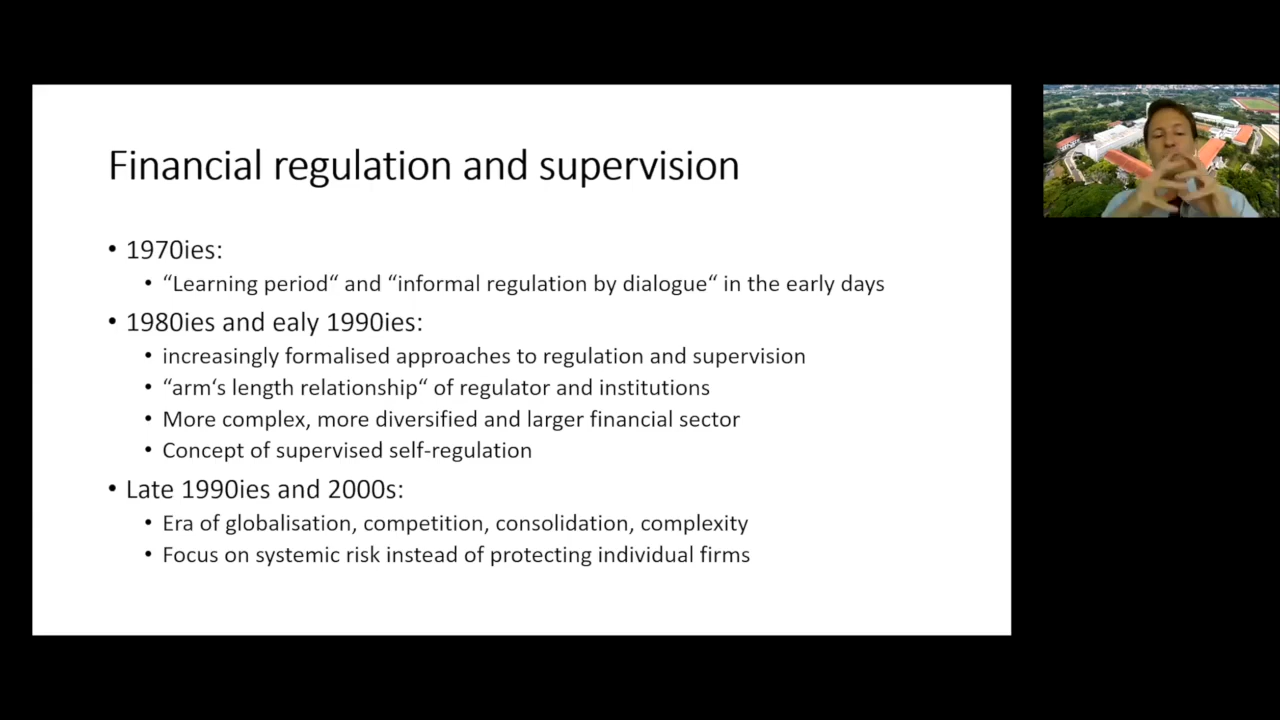 Financial regulation and supervision
• 1970ies:
• “Learning period“ and “informal regulation by dialogue“ in the early days
• 1980ies and ealy 1990ies:
• increasingly formalised approaches to regulation and supervision
• “arm‘s length relationship“ of regulator and institutions
• More complex, more diversified and larger financial sector
• Concept of supervised self-regulation
• Late 1990ies and 2000s:
• Era of globalisation, competition, consolidation, complexity
• Focus on systemic risk instead of protecting individual firms